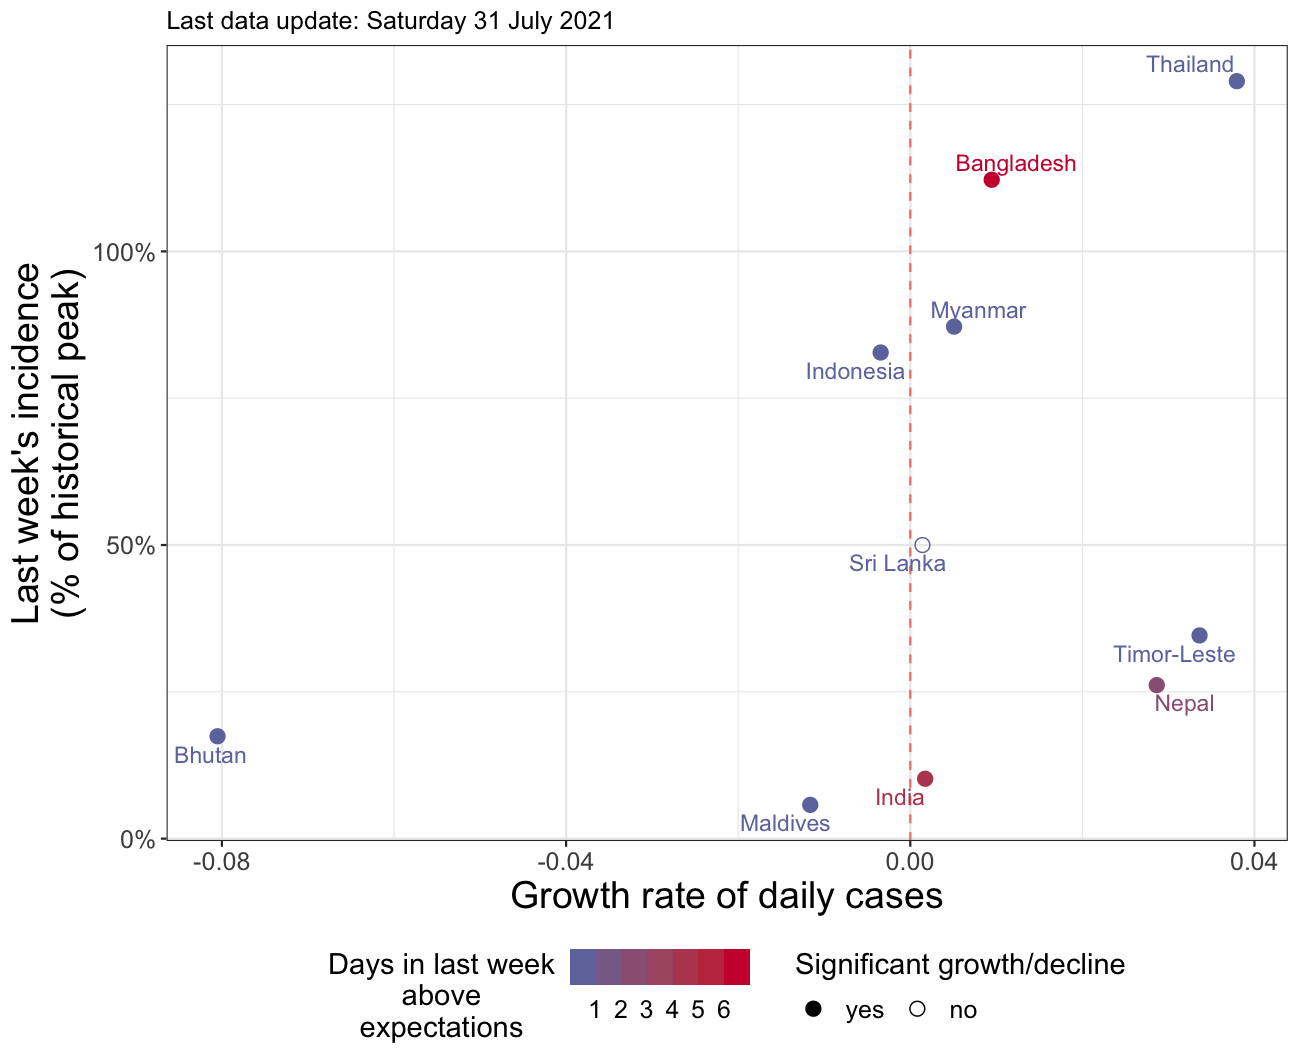 Last data update: Saturday 31 July 2021
Thailand
Bangladesh
100%
Myanmar
Indonesia
Last week's incidence
(% of historical peak)
50%
Sri Lanka
Timor-Leste
Nepal
Bhutan
India
Maldives
0%
-0.08 -0.04 0.00 0.04
Growth rate of daily cases
Days in last week
above
expectations
1 2 3 4 5 6
Significant growth/decline
yes no